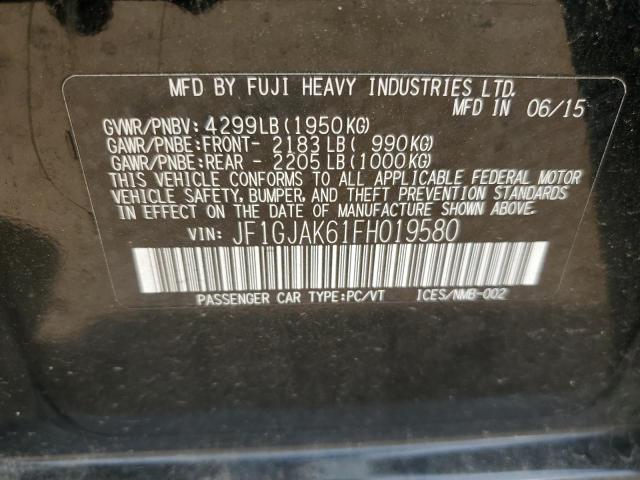 MFD BY FUJI HEAVY INDUSTRIES LTD.
MFD IN 06/15
GVWR/PNBV: 4299LB(1950KG)
GAWR/PNBE:FRONT- 2183LB( 990KG)
GAWR/PNBE:REAR - 2205LB(1000KG)
THIS VEHICLE CONFORMS TO ALL APPLICABLE FEDERAL MOTOR
VEHICLE SAFETY, BUMPER, AND THEFT PREVENTION STANDARDS
IN EFFECT ON THE DATE OF MANUFACTURE SHOWN ABOVE.
VIN: JF1GJAK61FH019580
PASSENGER CAR TYPE:PC/VT ICES/NMB-002